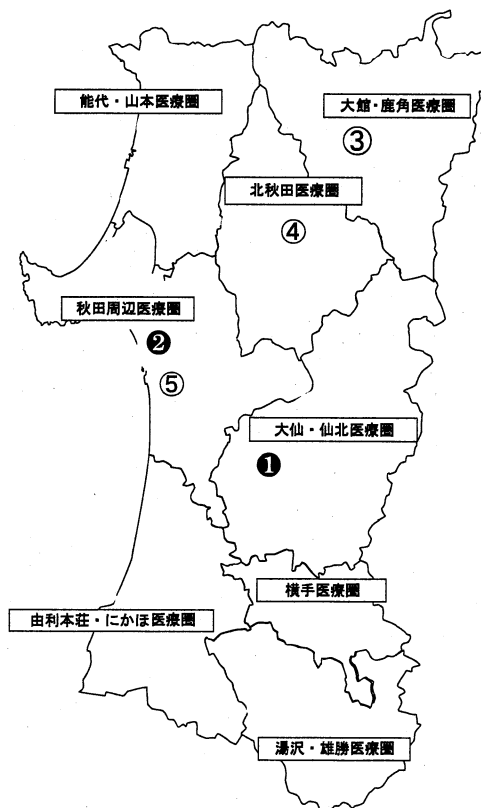 能代・山本医療圏
大館・鹿角医療圏
③
北秋田医療圏
④
秋田周辺医療圏
❷
⑤
大仙・仙北医療圏
❶
横手医療圏
由利本荘・にかほ医療圏
湯沢・雄勝医療圏